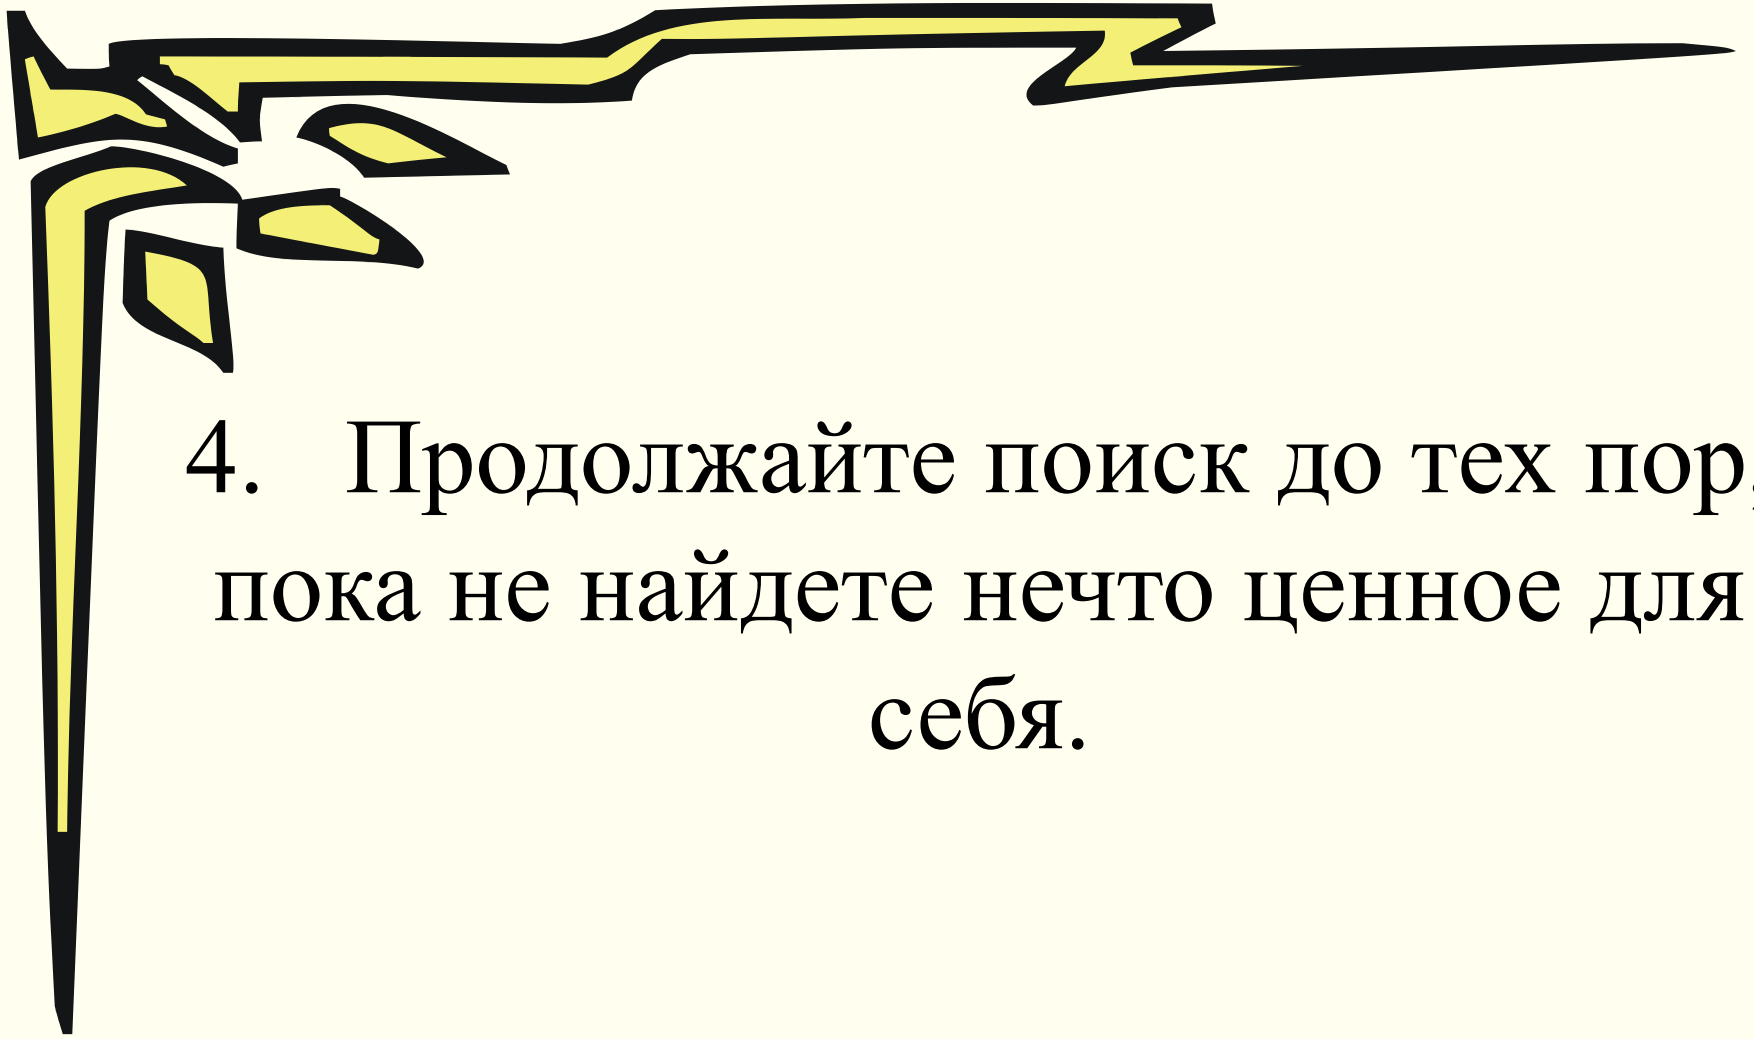 4. Продолжайте поиск до тех пор,
пока не найдете нечто ценное для
себя.